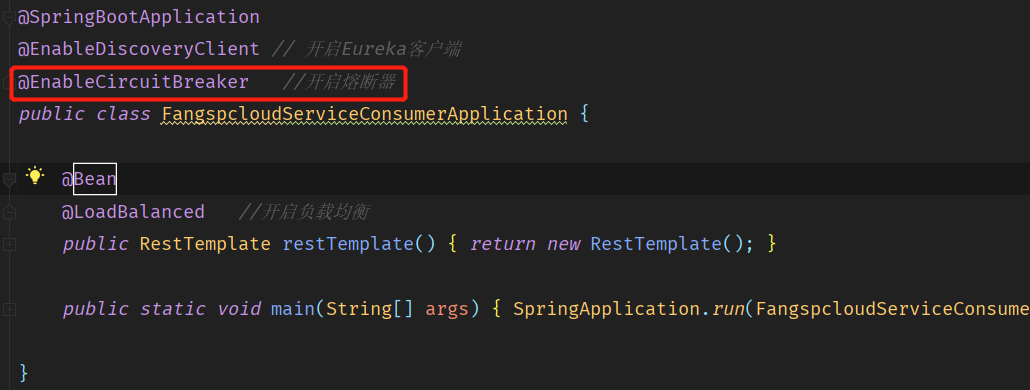 @SpringBootApplication
@EnableDiscoveryClient // 开启Eureka客户端
@EnableCircuitBreaker //开启熔断器
public class FangspcloudServiceConsumerApplication {
@Bean
@LoadBalanced //开启负载均衡
public RestTemplate restTemplate() { return new RestTemplate(); }
public static void main(String[] args) { SpringApplication.run(FangspcloudServiceConsume
}